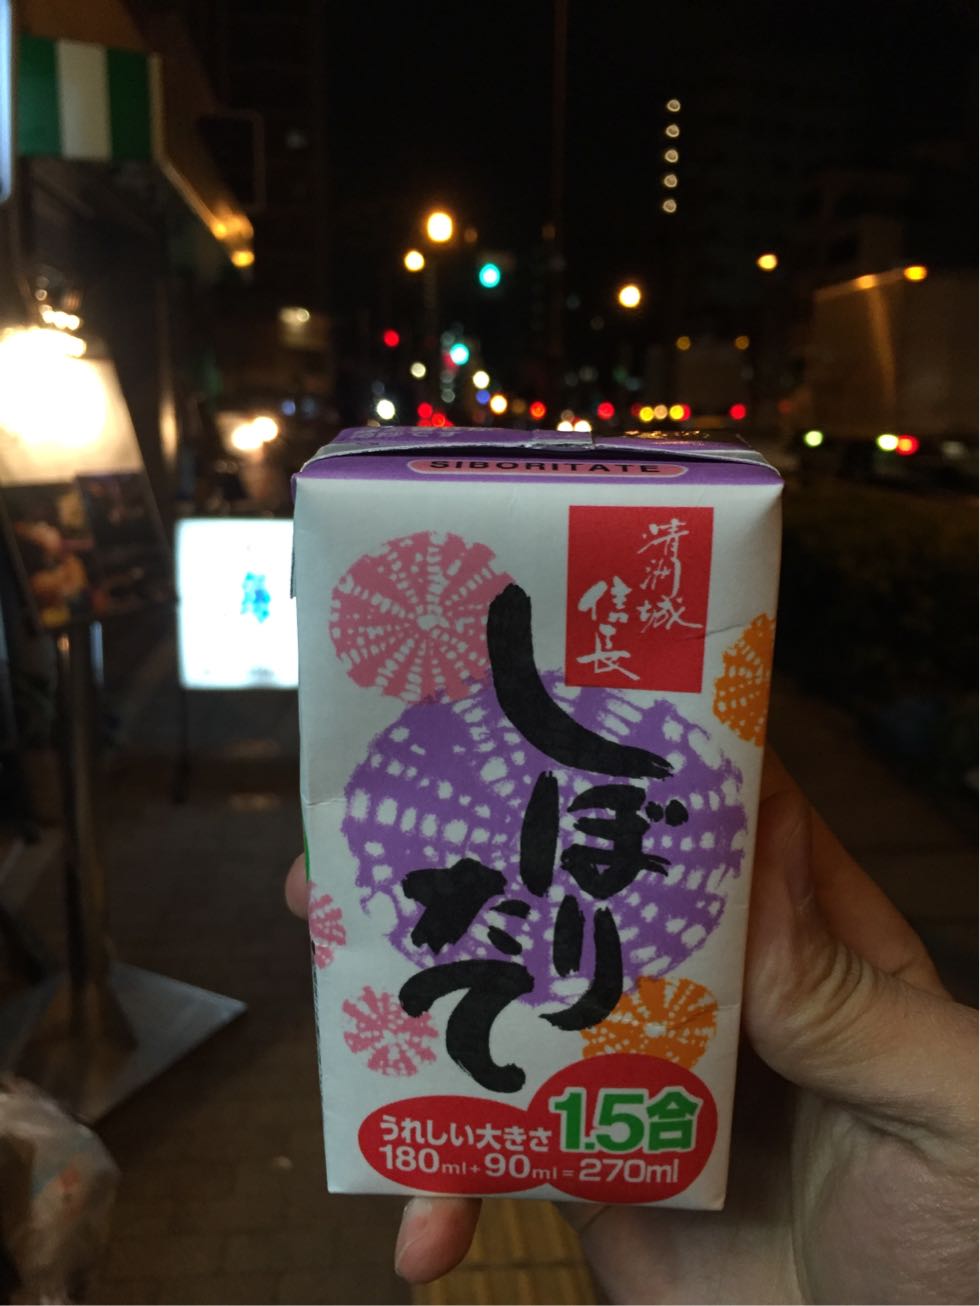 SIBORITATE
清洲城
信長
しぼり
たて
うれしい大きさ 1.5合
180ml+90ml=270ml